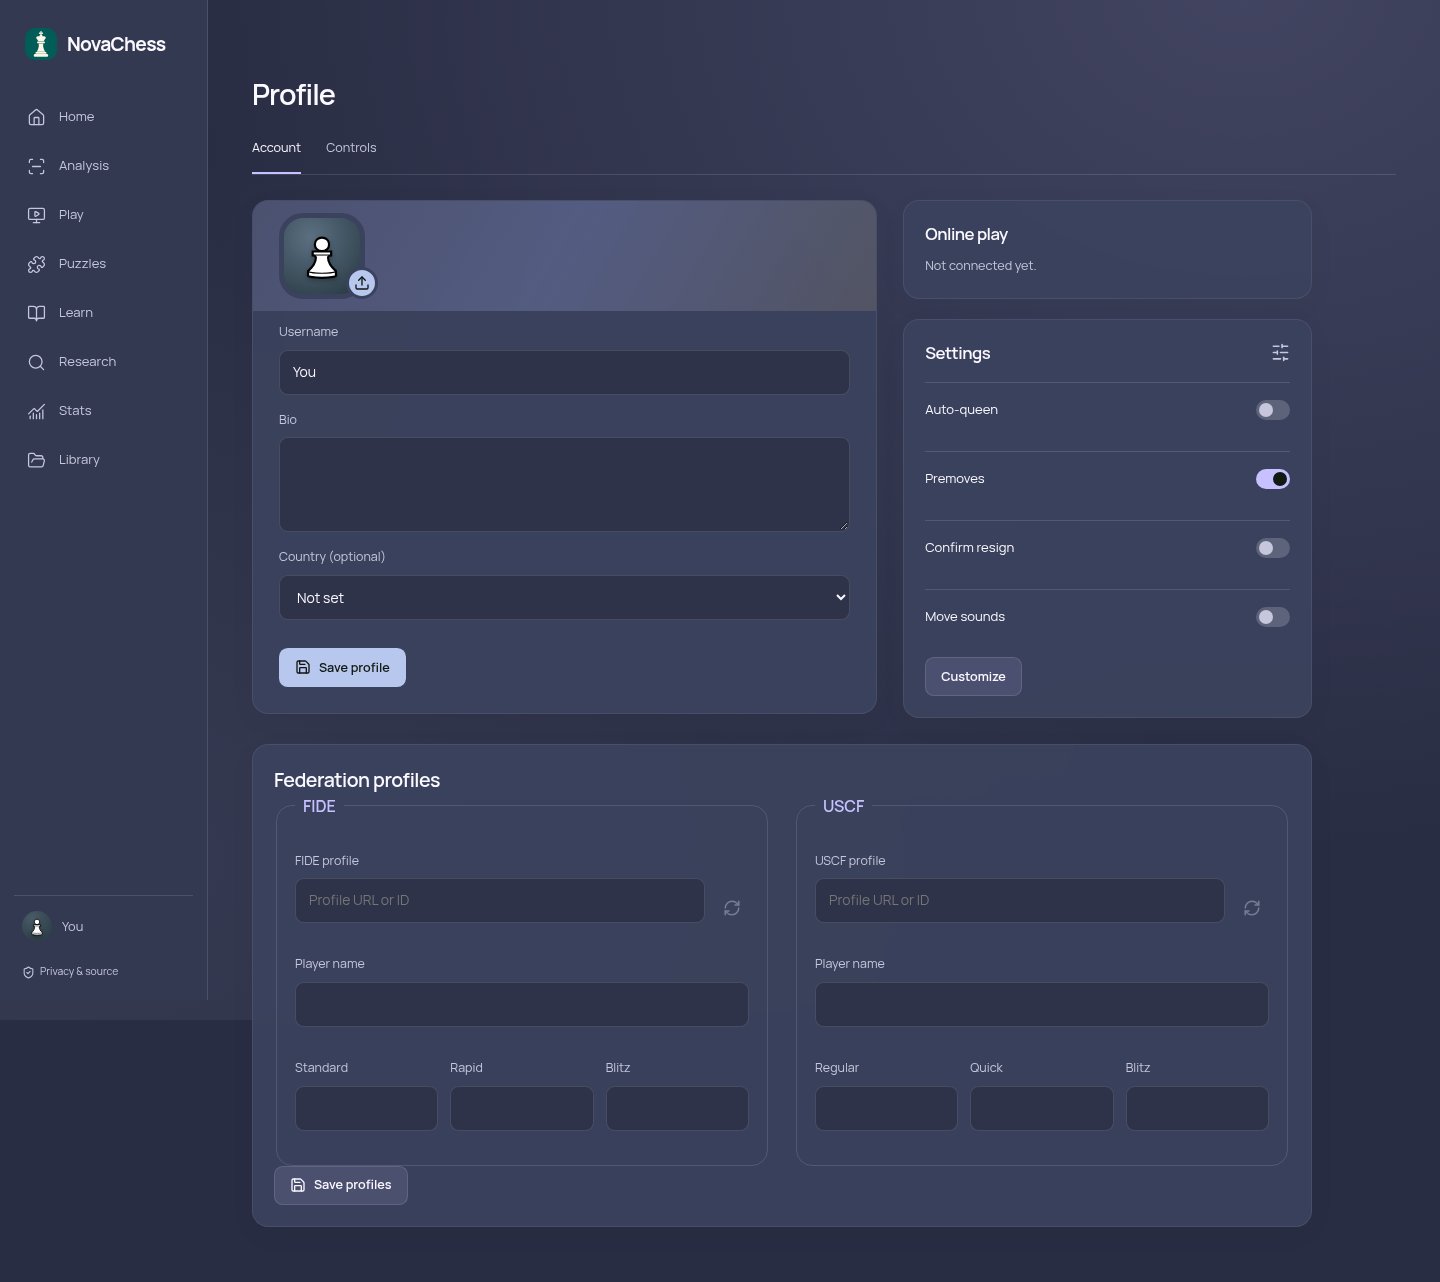 NovaChess
Home
Analysis
Play
Puzzles
Learn
Research
Stats
Library
You
Privacy & source
Profile
Account
Controls
Username
You
Bio
Country (optional)
Not set
Save profile
Online play
Not connected yet.
Settings
Auto-queen
Premoves
Confirm resign
Move sounds
Customize
Federation profiles
FIDE
FIDE profile
Profile URL or ID
Player name
Standard
Rapid
Blitz
USCF
USCF profile
Profile URL or ID
Player name
Regular
Quick
Blitz
Save profiles